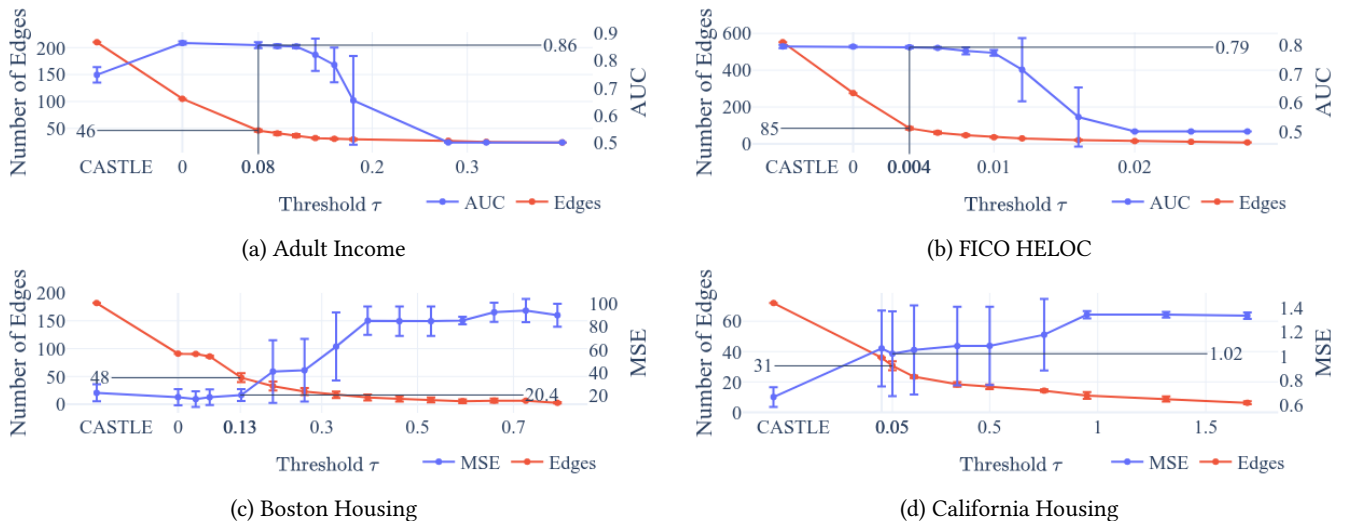 Number of Edges
200
150
100
50
46
0.86
0.9
0.8
0.7
0.6
0.5
AUC
CASTLE 0 0.08 0.2 0.3
Threshold τ AUC Edges
(a) Adult Income
Number of Edges
600
400
200
0
85
0.79
0.8
0.7
0.6
0.5
AUC
CASTLE 0 0.004 0.01 0.02
Threshold τ AUC Edges
(b) FICO HELOC
Number of Edges
200
150
100
50
0
48
20.4
100
80
60
40
20
MSE
CASTLE 0 0.13 0.3 0.5 0.7
Threshold τ MSE Edges
(c) Boston Housing
Number of Edges
60
40
20
0
31
1.02
1.4
1.2
1
0.8
0.6
MSE
CASTLE 0.05 0.5 1 1.5
Threshold τ MSE Edges
(d) California Housing